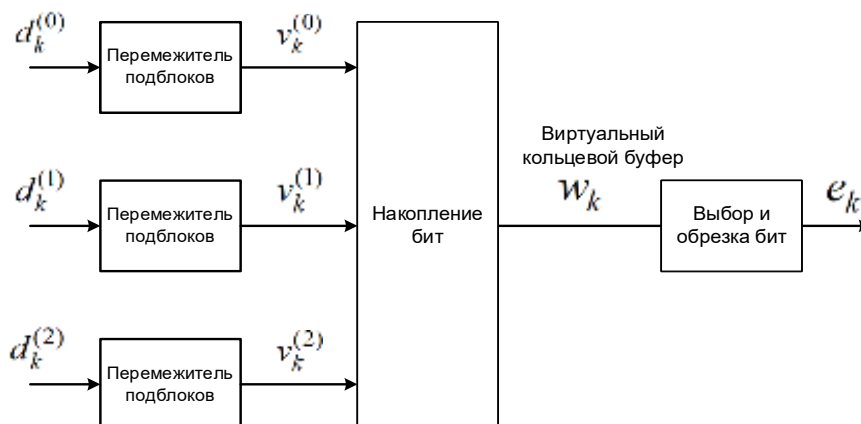 d_k^{(0)}
Перемежитель
подблоков
v_k^{(0)}
Виртуальный
кольцевой буфер
d_k^{(1)}
Перемежитель
подблоков
v_k^{(1)}
Накопление
бит
w_k
Выбор и
обрезка бит
e_k
d_k^{(2)}
Перемежитель
подблоков
v_k^{(2)}